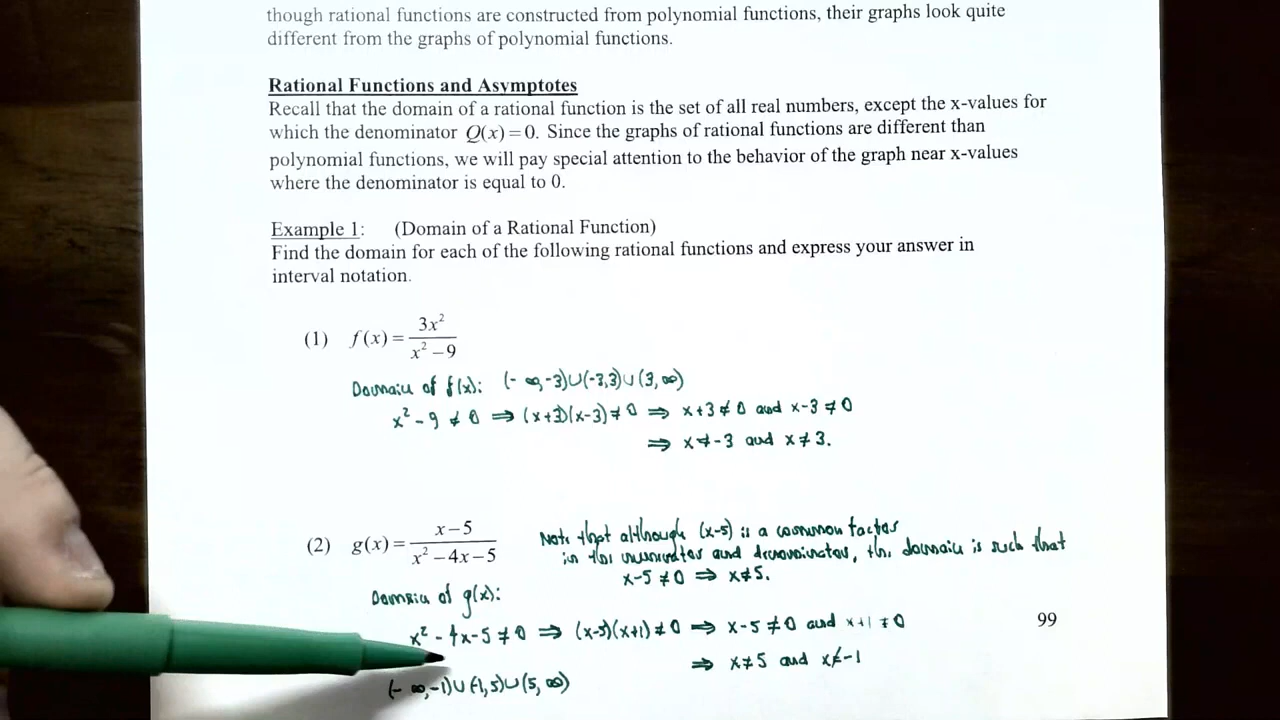 though rational functions are constructed from polynomial functions, their graphs look quite
different from the graphs of polynomial functions.
Rational Functions and Asymptotes
Recall that the domain of a rational function is the set of all real numbers, except the x-values for
which the denominator Q(x)=0. Since the graphs of rational functions are different than
polynomial functions, we will pay special attention to the behavior of the graph near x-values
where the denominator is equal to 0.
Example 1: (Domain of a Rational Function)
Find the domain for each of the following rational functions and express your answer in
interval notation.
(1) f(x) = 3x² / x² − 9
Domain of f(x): (-∞,-3)∪(-3,3)∪(3,∞)
x² - 9 ≠ 0 ⇒ (x+3)(x-3) ≠ 0 ⇒ x+3 ≠ 0 and x-3 ≠ 0
⇒ x ≠ -3 and x ≠ 3.
(2) g(x) = x − 5 / x² − 4x − 5
Note that although (x-5) is a common factor
in the numerator and denominator, the domain is such that
x-5 ≠ 0 ⇒ x ≠ 5.
Domain of g(x):
x² - 4x - 5 ≠ 0 ⇒ (x-5)(x+1) ≠ 0 ⇒ x-5 ≠ 0 and x+1 ≠ 0
99
⇒ x ≠ 5 and x ≠ -1
(-∞,-1)∪(-1,5)∪(5,∞)